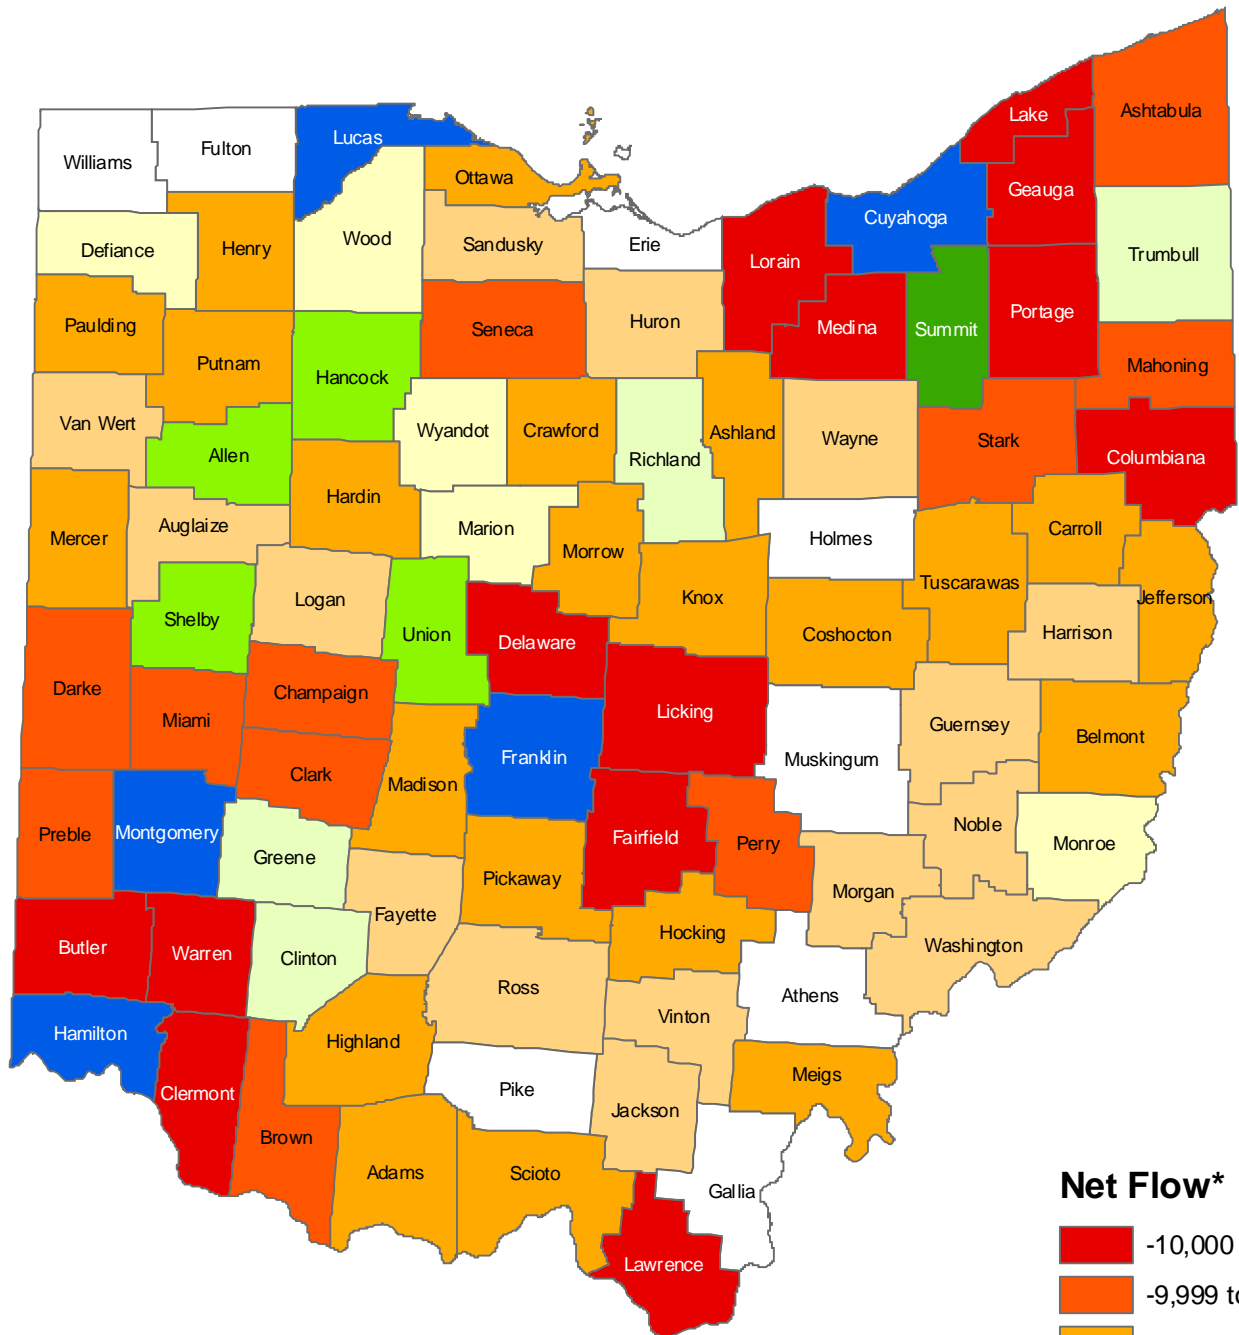 Lake
Ashtabula
Lucas
Fulton
Williams
Ottawa
Geauga
Cuyahoga
Wood
Henry
Defiance
Sandusky
Erie
Trumbull
Lorain
Portage
Huron
Medina
Summit
Seneca
Paulding
Putnam
Mahoning
Hancock
Van Wert
Wyandot
Crawford
Ashland
Wayne
Stark
Allen
Richland
Columbiana
Hardin
Auglaize
Marion
Carroll
Mercer
Holmes
Morrow
Tuscarawas
Knox
Jefferson
Logan
Shelby
Union
Coshocton
Harrison
Delaware
Darke
Champaign
Licking
Miami
Guernsey
Belmont
Franklin
Muskingum
Clark
Madison
Noble
Preble
Montgomery
Fairfield
Perry
Monroe
Greene
Pickaway
Morgan
Fayette
Hocking
Butler
Warren
Clinton
Washington
Ross
Athens
Vinton
Hamilton
Highland
Meigs
Clermont
Pike
Jackson
Brown
Adams
Scioto
Gallia
Lawrence
Net Flow*
-10,000
-9,999 to